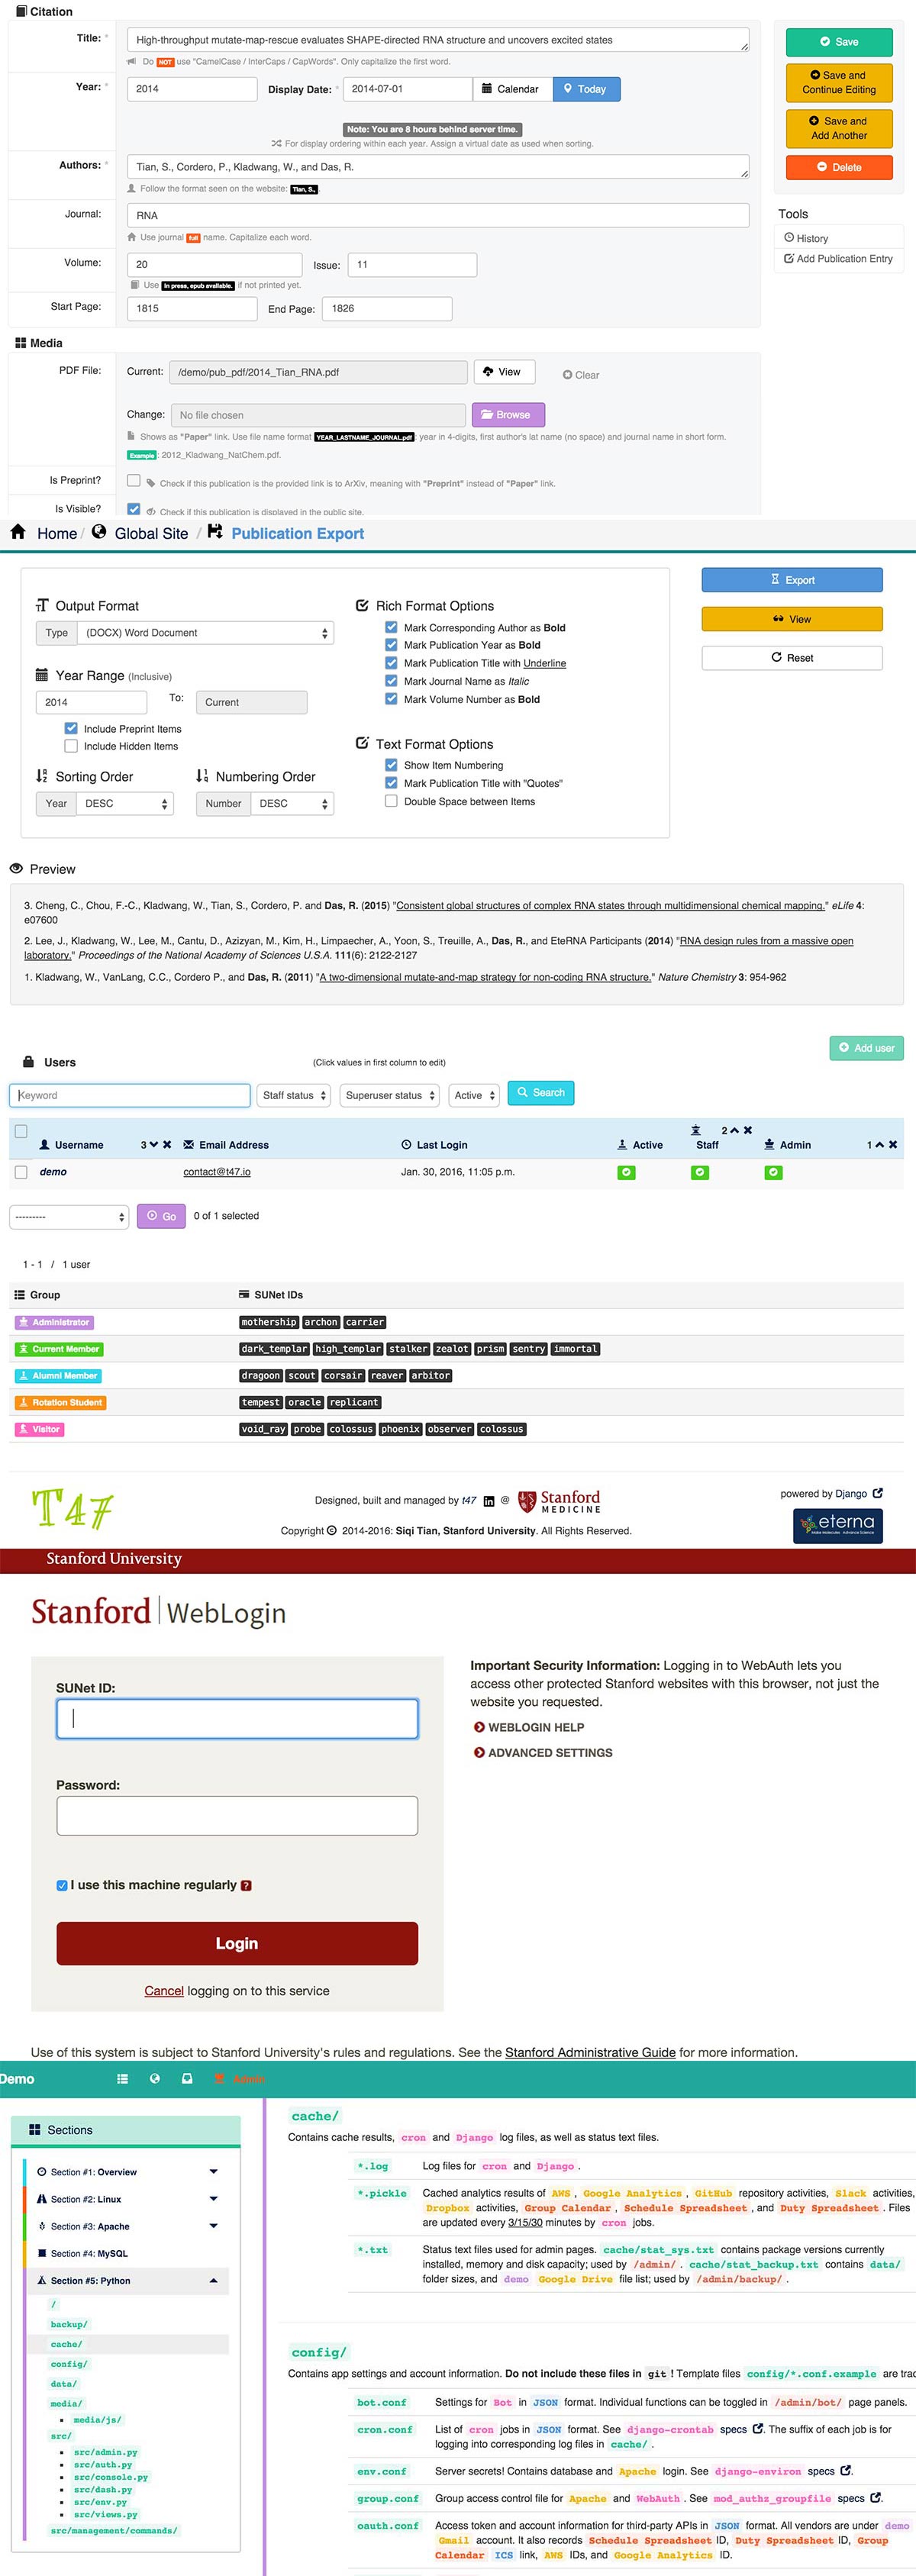 Citation
Title: *
High-throughput mutate-map-rescue evaluates SHAPE-directed RNA structure and uncovers excited states
Do NOT use "CamelCase / InterCaps / CapWords". Only capitalize the first word.
Year: * 2014 Display Date: * 2014-07-01 Calendar Today
Note: You are 8 hours behind server time.
For display ordering within each year. Assign a virtual date as used when sorting.
Authors: * Tian, S., Cordero, P., Kladwang, W., and Das, R.
Follow the format seen on the website: Tian, S.,
Journal: RNA
Use journal full name. Capitalize each word.
Volume: 20 Issue: 11
Use In press, epub available. if not printed yet.
Start Page: 1815 End Page: 1826
Save
Save and
Continue Editing
Save and
Add Another
Delete
Tools
History
Add Publication Entry
Media
PDF File: Current: /demo/pub_pdf/2014_Tian_RNA.pdf View Clear
Change: No file chosen Browse
Shows as "Paper" link. Use file name format YEAR_LASTNAME_JOURNAL.pdf: year in 4-digits, first author's lat name (no space) and journal name in short form.
Example: 2012_Kladwang_NatChem.pdf.
Is Preprint? Check if this publication is the provided link is to ArXiv, meaning with "Preprint" instead of "Paper" link.
Is Visible? Check if this publication is displayed in the public site.
Home / Global Site / Publication Export
Output Format
Type (DOCX) Word Document
Year Range (Inclusive)
2014 To: Current
Include Preprint Items
Include Hidden Items
Sorting Order Numbering Order
Year DESC Number DESC
Rich Format Options
Mark Corresponding Author as Bold
Mark Publication Year as Bold
Mark Publication Title with Underline
Mark Journal Name as Italic
Mark Volume Number as Bold
Text Format Options
Show Item Numbering
Mark Publication Title with "Quotes"
Double Space between Items
Export
View
Reset
Preview
3. Cheng, C., Chou, F.-C., Kladwang, W., Tian, S., Cordero, P. and Das, R. (2015) "Consistent global structures of complex RNA states through multidimensional chemical mapping." eLife 4:
e07600
2. Lee, J., Kladwang, W., Lee, M., Cantu, D., Azizyan, M., Kim, H., Limpaecher, A., Yoon, S., Treuille, A., Das, R., and EteRNA Participants (2014) "RNA design rules from a massive open
laboratory." Proceedings of the National Academy of Sciences U.S.A. 111(6): 2122-2127
1. Kladwang, W., VanLang, C.C., Cordero P., and Das, R. (2011) "A two-dimensional mutate-and-map strategy for non-coding RNA structure." Nature Chemistry 3: 954-962
Add user
Users (Click values in first column to edit)
Keyword Staff status Superuser status Active Search
Username 3 Email Address Last Login Active Staff 2 Admin 1
demo contact@t47.io Jan. 30, 2016, 11:05 p.m.
--------- Go 0 of 1 selected
1 - 1 / 1 user
Group SUNet IDs
Administrator mothership archon carrier
Current Member dark_templar high_templar stalker zealot prism sentry immortal
Alumni Member dragoon scout corsair reaver arbitor
Rotation Student tempest oracle replicant
Visitor void_ray probe colossus phoenix observer colossus
T47
Designed, built and managed by t47 in @ Stanford MEDICINE
Copyright © 2014-2016: Siqi Tian, Stanford University. All Rights Reserved.
powered by Django
eterna
Stanford University
Stanford WebLogin
SUNet ID:
Password:
I use this machine regularly ?
Login
Cancel logging on to this service
Important Security Information: Logging in to WebAuth lets you
access other protected Stanford websites with this browser, not just the
website you requested.
WEBLOGIN HELP
ADVANCED SETTINGS
Use of this system is subject to Stanford University's rules and regulations. See the Stanford Administrative Guide for more information.
Demo Admin
Sections
Section #1: Overview
Section #2: Linux
Section #3: Apache
Section #4: MySQL
Section #5: Python
/
backup/
cache/
config/
data/
media/
media/js/
src/
src/admin.py
src/auth.py
src/console.py
src/dash.py
src/env.py
src/views.py
src/management/commands/
cache/
Contains cache results, cron and Django log files, as well as status text files.
*.log Log files for cron and Django .
*.pickle Cached analytics results of AWS , Google Analytics , GitHub repository activities, Slack activities,
Dropbox activities, Group Calendar , Schedule Spreadsheet , and Duty Spreadsheet . Files
are updated every 3/15/30 minutes by cron jobs.
*.txt Status text files used for admin pages. cache/stat_sys.txt contains package versions currently
installed, memory and disk capacity; used by /admin/ . cache/stat_backup.txt contains data/
folder sizes, and demo Google Drive file list; used by /admin/backup/ .
config/
Contains app settings and account information. Do not include these files in git ! Template files config/*.conf.example are trac
bot.conf Settings for Bot in JSON format. Individual functions can be toggled in /admin/bot/ page panels.
cron.conf List of cron jobs in JSON format. See django-crontab specs . The suffix of each job is for
logging into corresponding log files in cache/ .
env.conf Server secrets! Contains database and Apache login. See django-environ specs .
group.conf Group access control file for Apache and WebAuth . See mod_authz_groupfile specs .
oauth.conf Access token and account information for third-party APIs in JSON format. All vendors are under demo
Gmail account. It also records Schedule Spreadsheet ID, Duty Spreadsheet ID, Group
Calendar ICS link, AWS IDs, and Google Analytics ID.